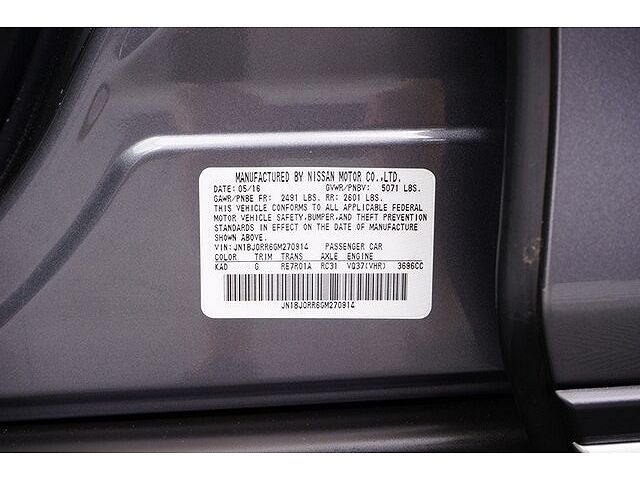 MANUFACTURED BY NISSAN MOTOR CO.,LTD.
DATE: 05/16 GVWR/PNBV: 5071 LBS.
GAWR/PNBE FR: 2491 LBS. RR: 2601 LBS.
THIS VEHICLE CONFORMS TO ALL APPLICABLE FEDERAL
MOTOR VEHICLE SAFETY, BUMPER, AND THEFT PREVENTION
STANDARDS IN EFFECT ON THE DATE OF MANUFACTURE
SHOWN ABOVE.
VIN: JN1BJ0RR6GM270914 PASSENGER CAR
COLOR TRIM TRANS AXLE ENGINE
KAD G RE7R01A RC31 VQ37(VHR) 3696CC
JN1BJ0RR6GM270914